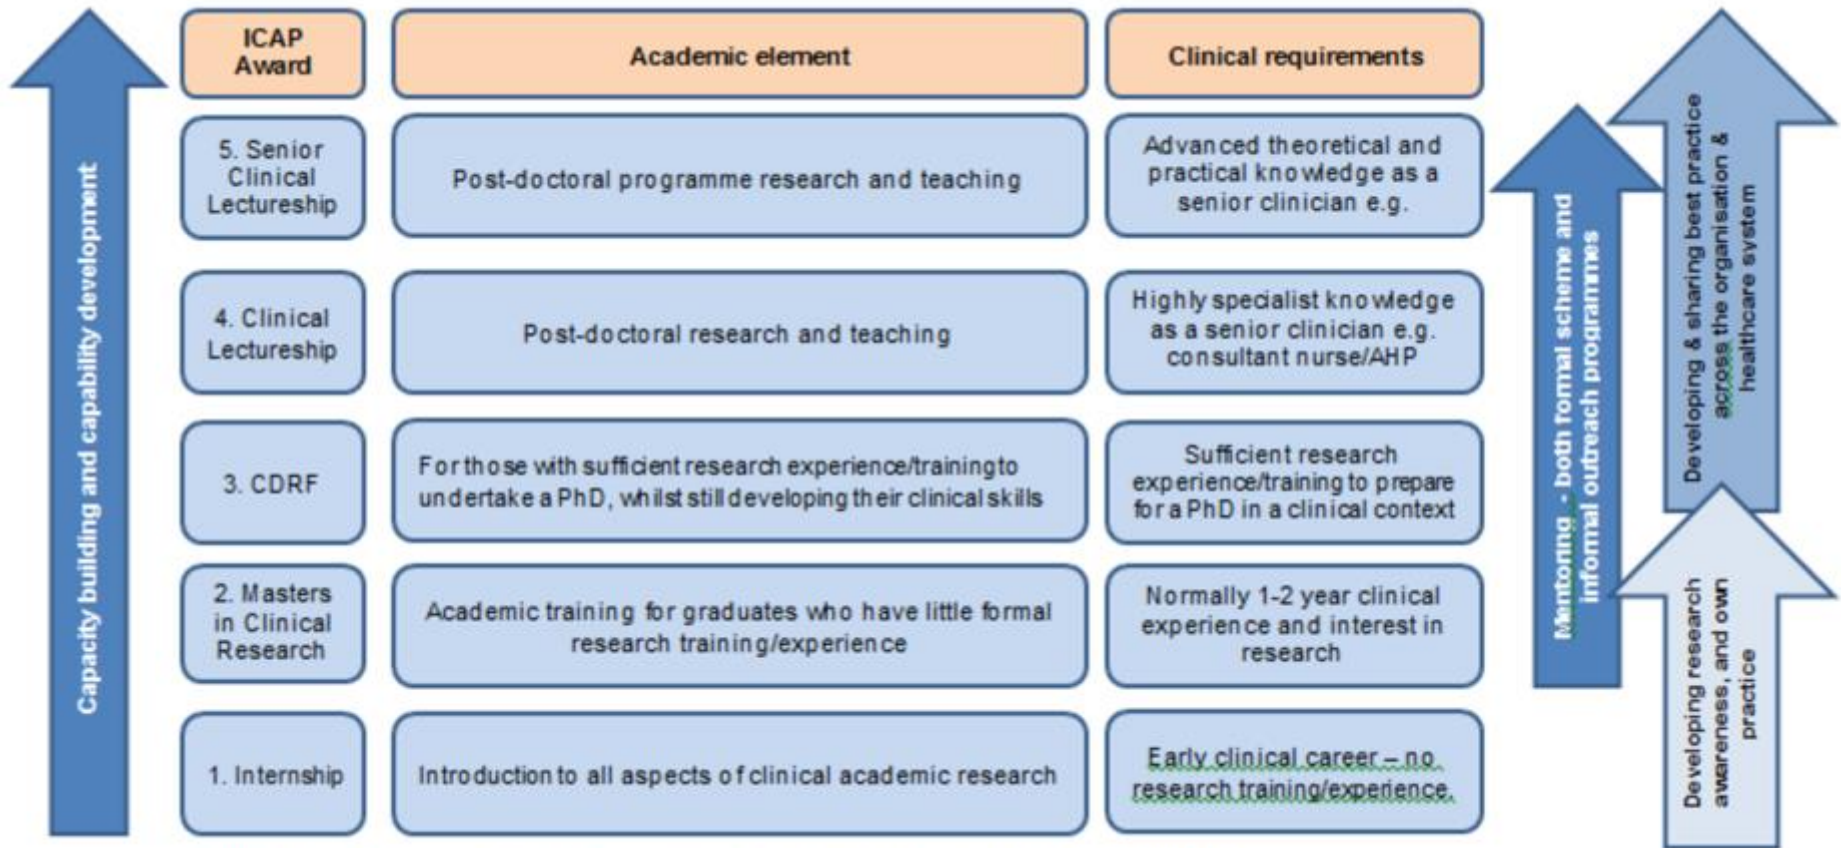 Capacity building and capability development
ICAP
Award
Academic element
Clinical requirements
5. Senior
Clinical
Lectureship
Post-doctoral programme research and teaching
Advanced theoretical and
practical knowledge as a
senior clinician e.g.
4. Clinical
Lectureship
Post-doctoral research and teaching
Highly specialist knowledge
as a senior clinician e.g.
consultant nurse/AHP
3. CDRF
For those with sufficient research experience/training to
undertake a PhD, whilst still developing their clinical skills
Sufficient research
experience/training to prepare
for a PhD in a clinical context
2. Masters
in Clinical
Research
Academic training for graduates who have little formal
research training/experience
Normally 1-2 year clinical
experience and interest in
research
1. Internship
Introduction to all aspects of clinical academic research
Early clinical career – no
research training/experience.
Mentoring - both formal scheme and
informal outreach programmes
Developing & sharing best practice
across the organisation &
healthcare system
Developing research
awareness, and own
practice